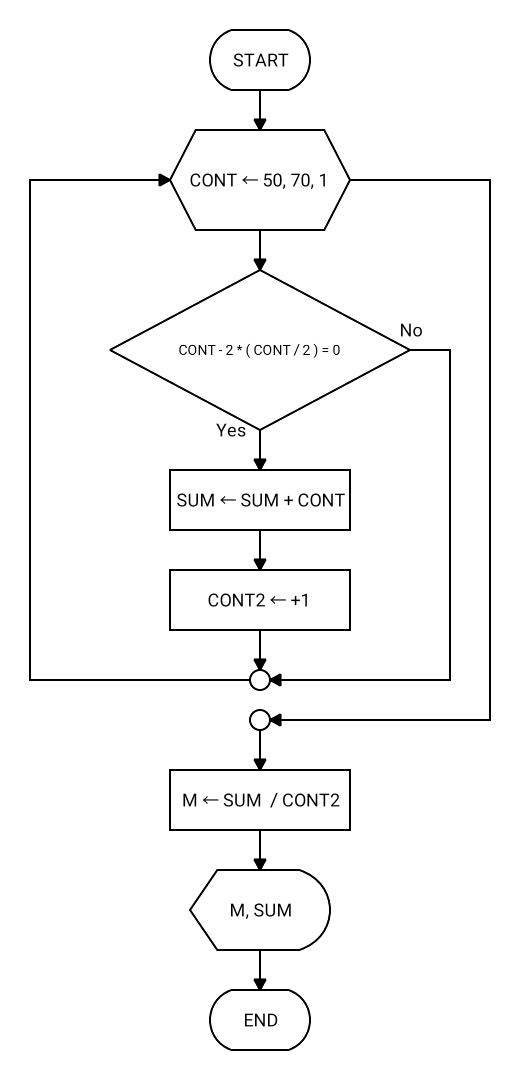 START
CONT ← 50, 70, 1
CONT - 2 * ( CONT / 2 ) = 0
No
Yes
SUM ← SUM + CONT
CONT2 ← +1
M ← SUM / CONT2
M, SUM
END